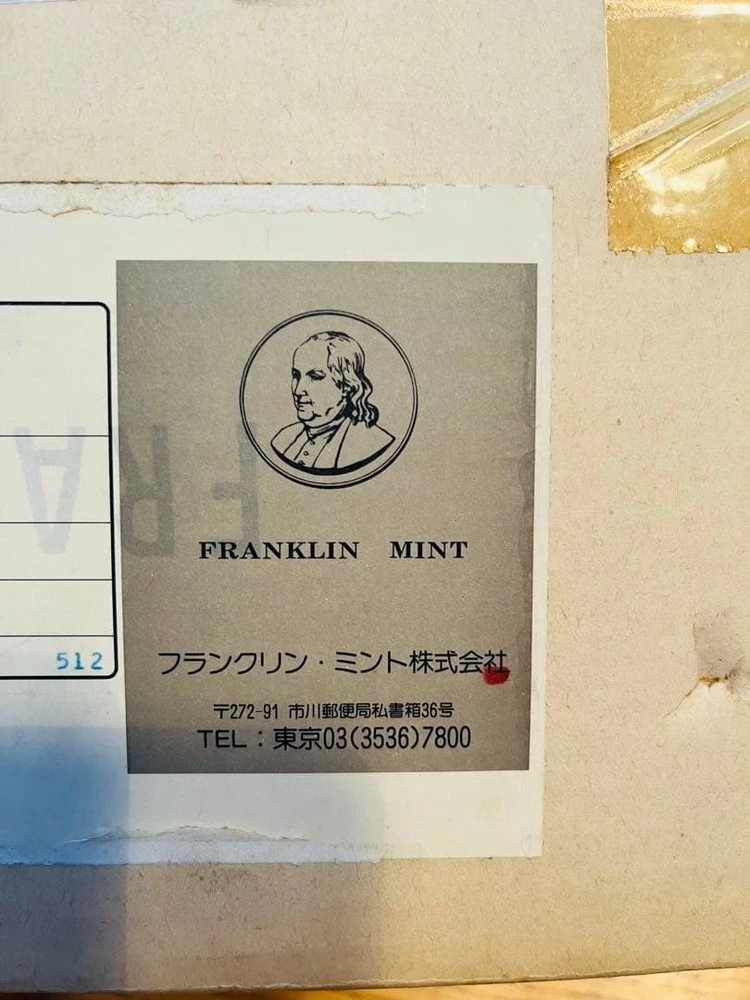 FRA
FRANKLIN MINT
512
フランクリン・ミント株式会社
〒272-91 市川郵便局私書箱36号
TEL：東京03(3536)7800